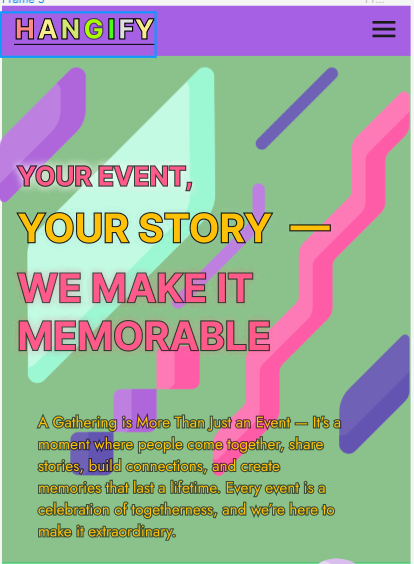 Frame 3
HANGIFY
YOUR EVENT,
YOUR STORY —
WE MAKE IT
MEMORABLE
A Gathering is More Than Just an Event — It's a
moment where people come together, share
stories, build connections, and create
memories that last a lifetime. Every event is a
celebration of togetherness, and we're here to
make it extraordinary.